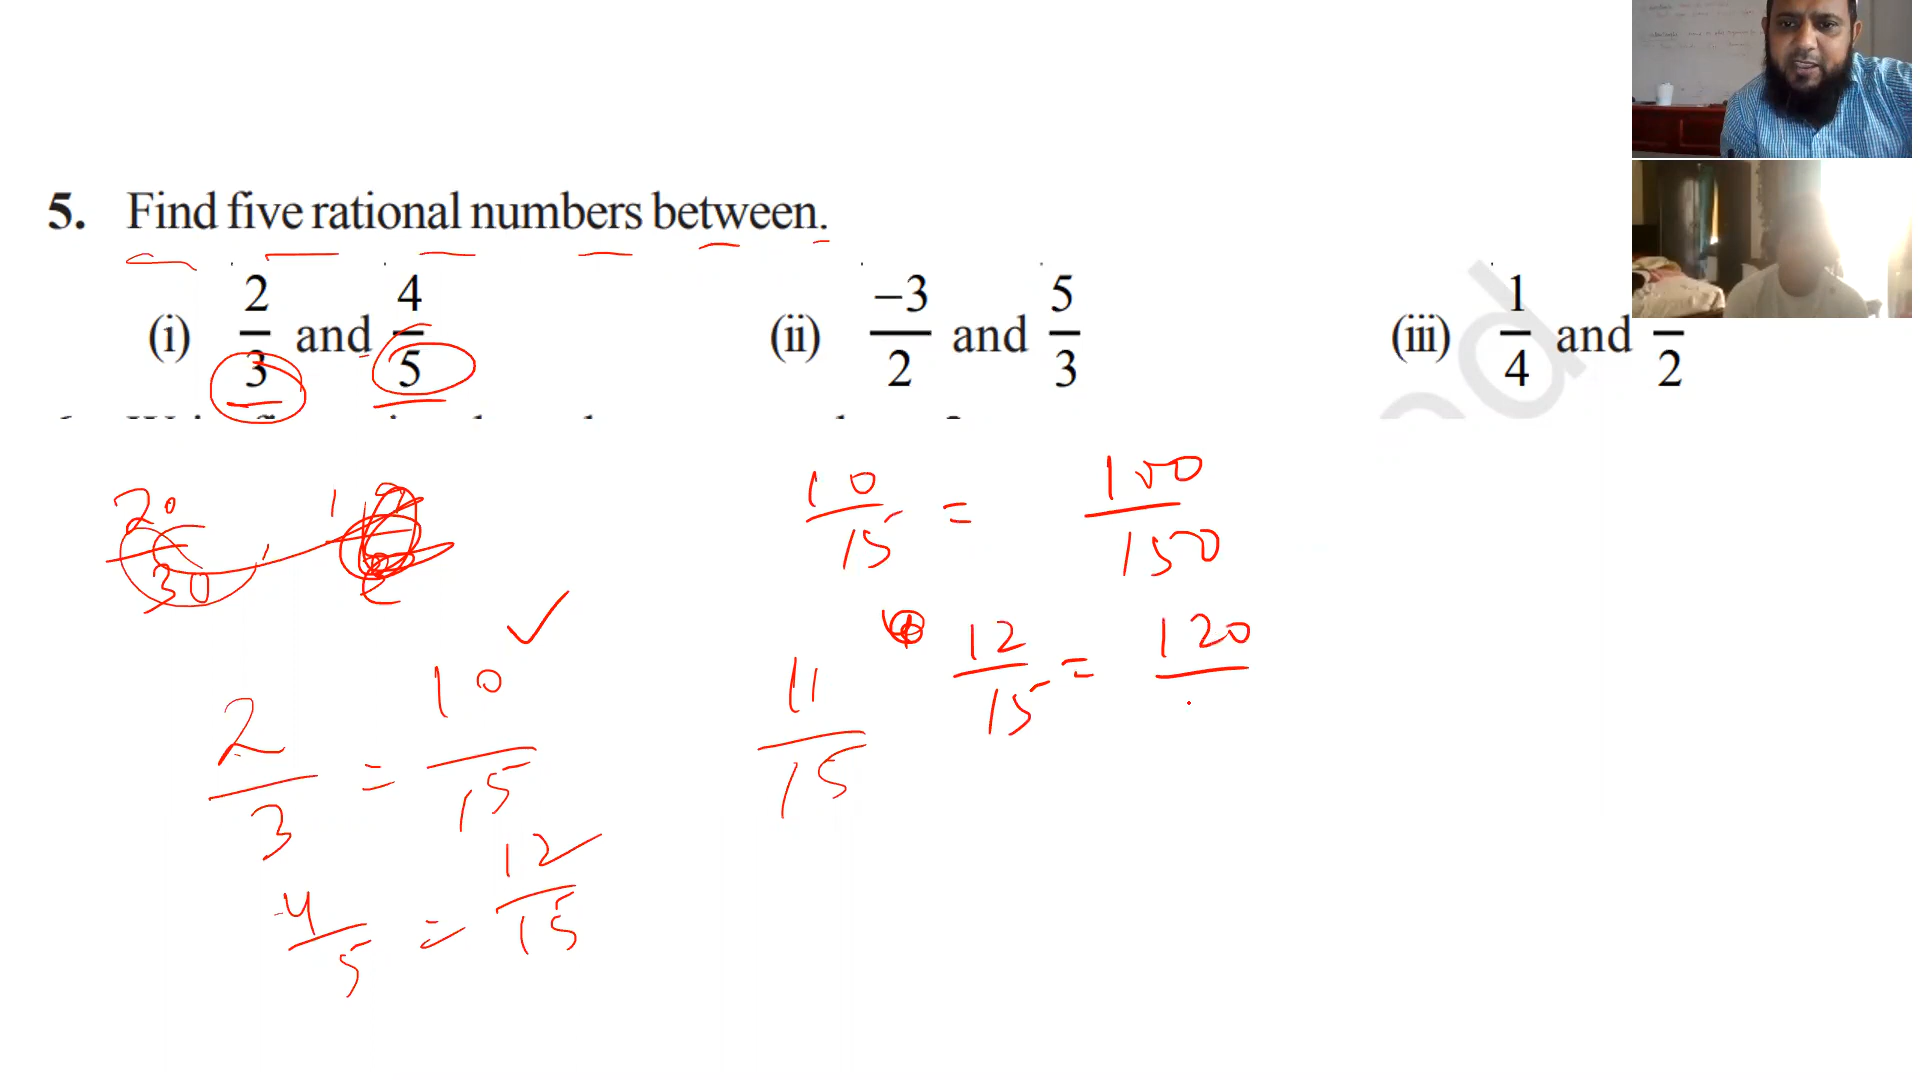 5. Find five rational numbers between.
(i) 2/3 and 4/5 (ii) -3/2 and 5/3 (iii) 1/4 and /2
20/30
10/15 = 100/150
12/15 = 120/
2/3 = 10/15
11/15
4/5 = 12/15